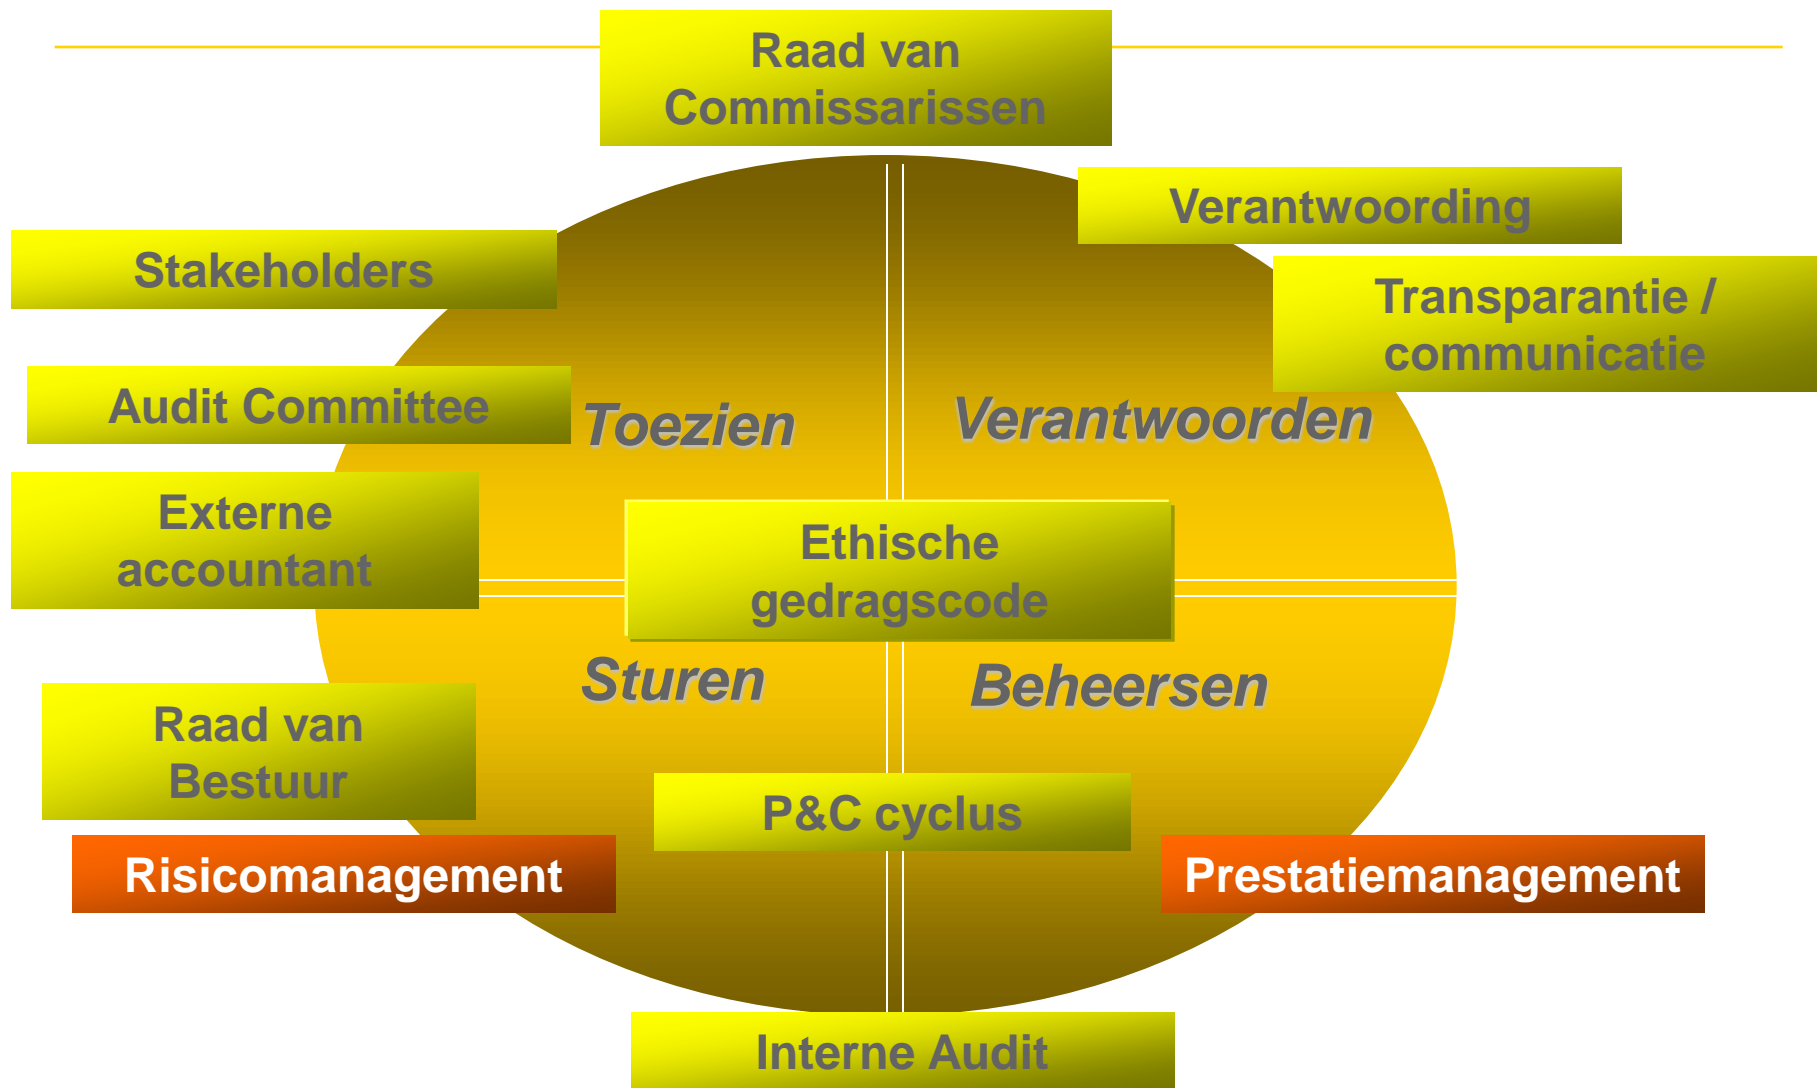 Raad van
Commissarissen
Verantwoording
Stakeholders
Transparantie /
communicatie
Audit Committee
Toezien
Verantwoorden
Externe
accountant
Ethische
gedragscode
Sturen
Beheersen
Raad van
Bestuur
P&C cyclus
Risicomanagement
Prestatiemanagement
Interne Audit